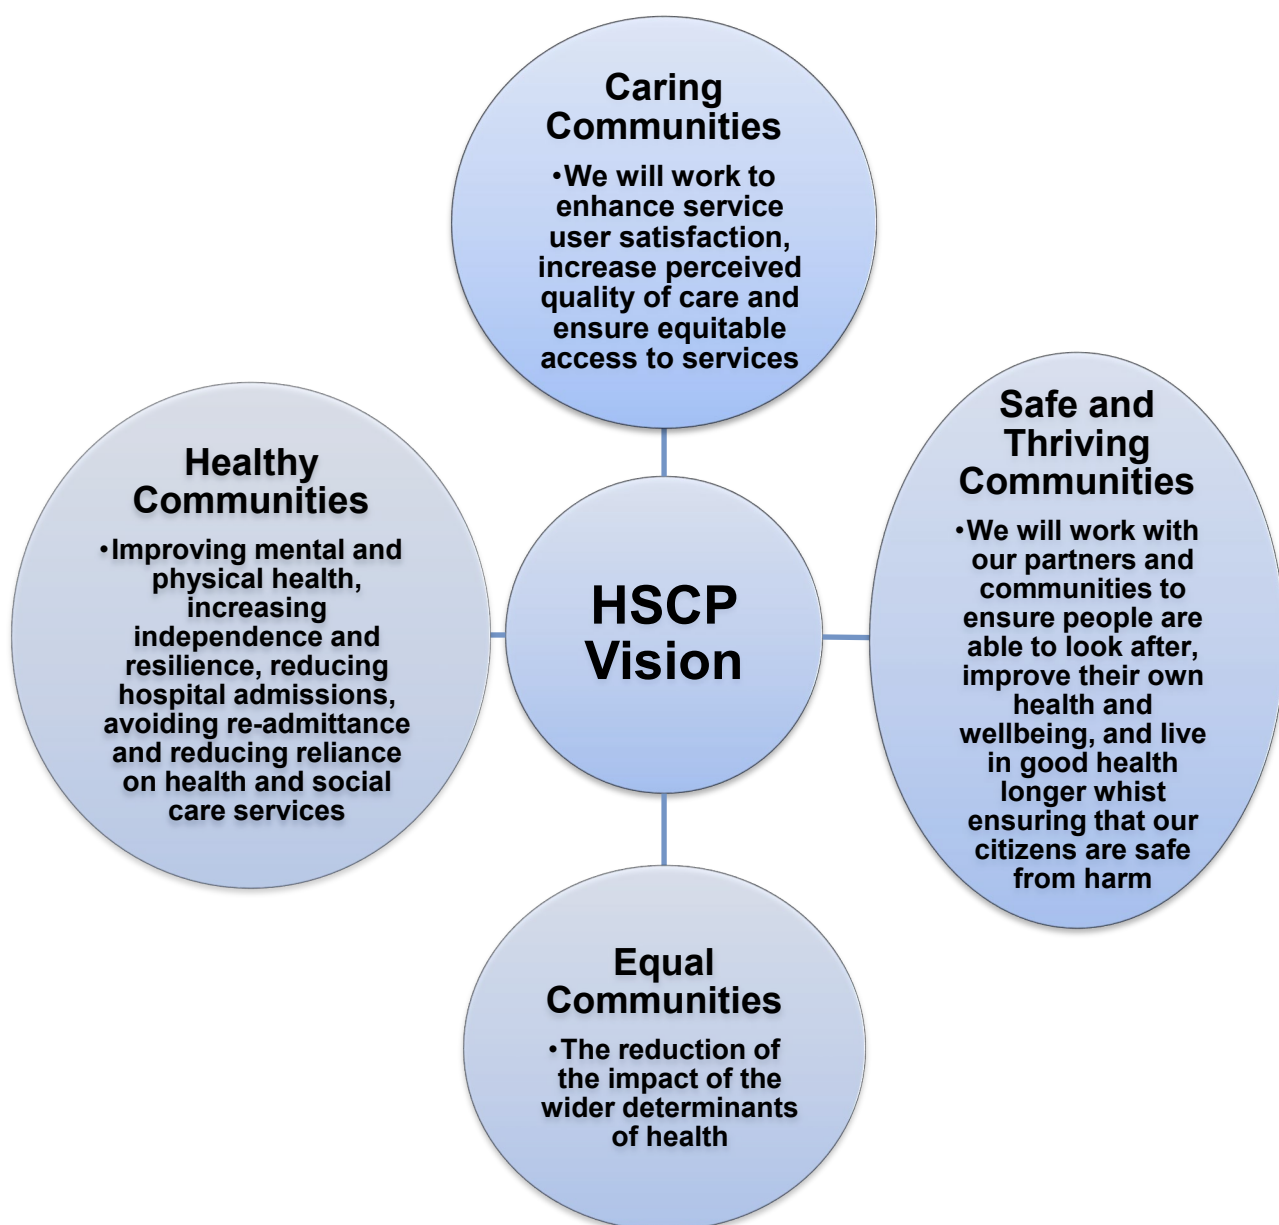 Caring
Communities
•We will work to
enhance service
user satisfaction,
increase perceived
quality of care and
ensure equitable
access to services
Safe and
Thriving
Communities
•We will work with
our partners and
communities to
ensure people are
able to look after,
improve their own
health and
wellbeing, and live
in good health
longer whist
ensuring that our
citizens are safe
from harm
Healthy
Communities
•Improving mental and
physical health,
increasing
independence and
resilience, reducing
hospital admissions,
avoiding re-admittance
and reducing reliance
on health and social
care services
HSCP
Vision
Equal
Communities
•The reduction of
the impact of the
wider determinants
of health